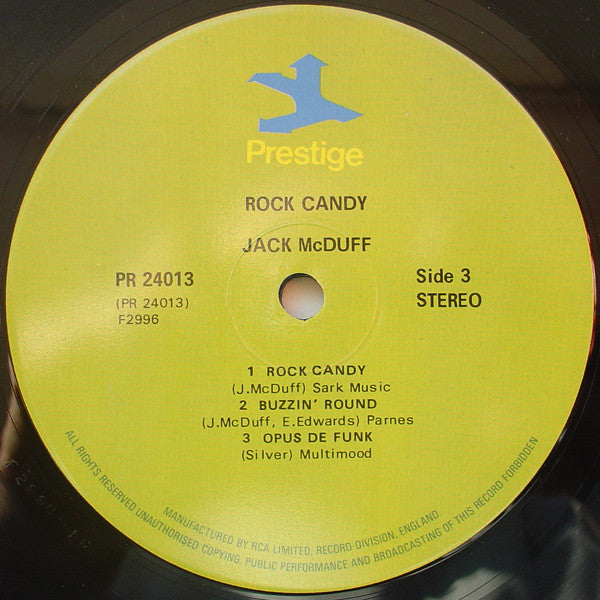 Prestige
ROCK CANDY
JACK McDUFF
PR 24013
(PR 24013)
F2996
Side 3
STEREO
1 ROCK CANDY
(J.McDuff) Sark Music
2 BUZZIN' ROUND
(J.McDuff, E.Edwards) Parnes
3 OPUS DE FUNK
(Silver) Multimood
MANUFACTURED BY RCA LIMITED, RECORD DIVISION, ENGLAND.
ALL RIGHTS RESERVED UNAUTHORISED COPYING, PUBLIC PERFORMANCE AND BROADCASTING OF THIS RECORD FORBIDDEN